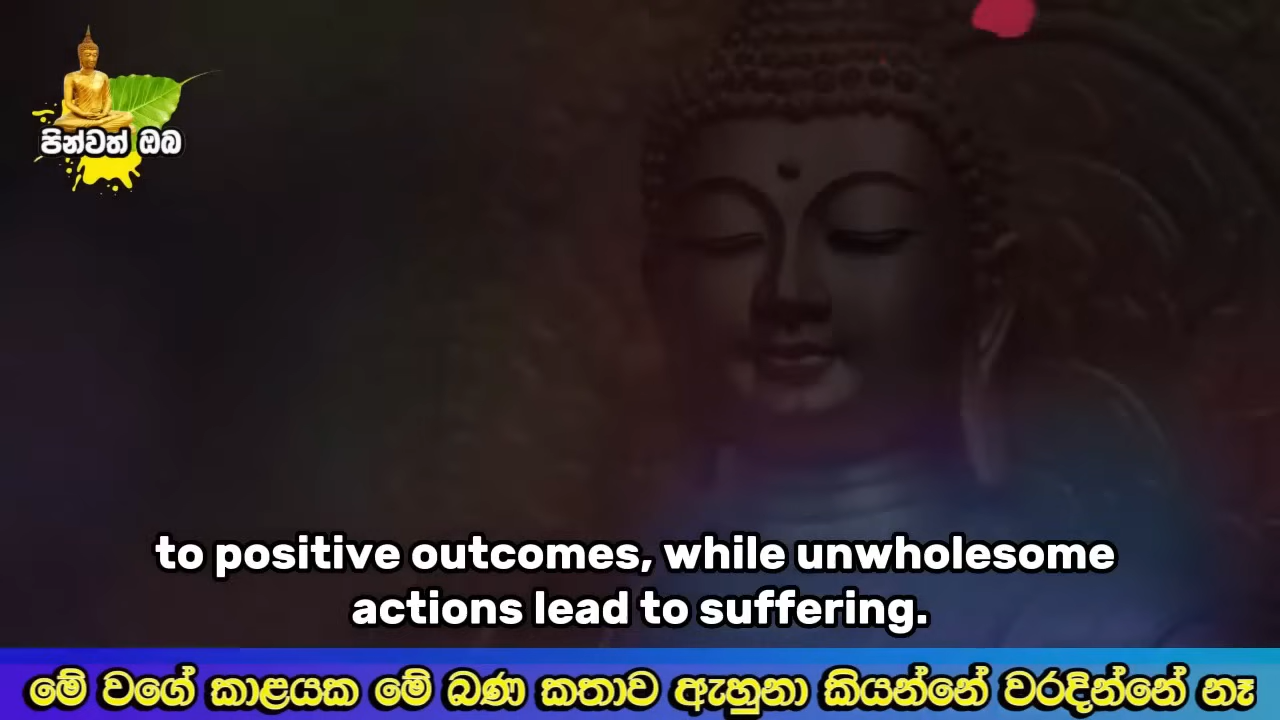 පින්වත් ඔබ
to positive outcomes, while unwholesome
actions lead to suffering.
මේ වගේ කාළයක මේ බණ කතාව ඇහුනා කියන්නේ වරදින්නේ නෑ